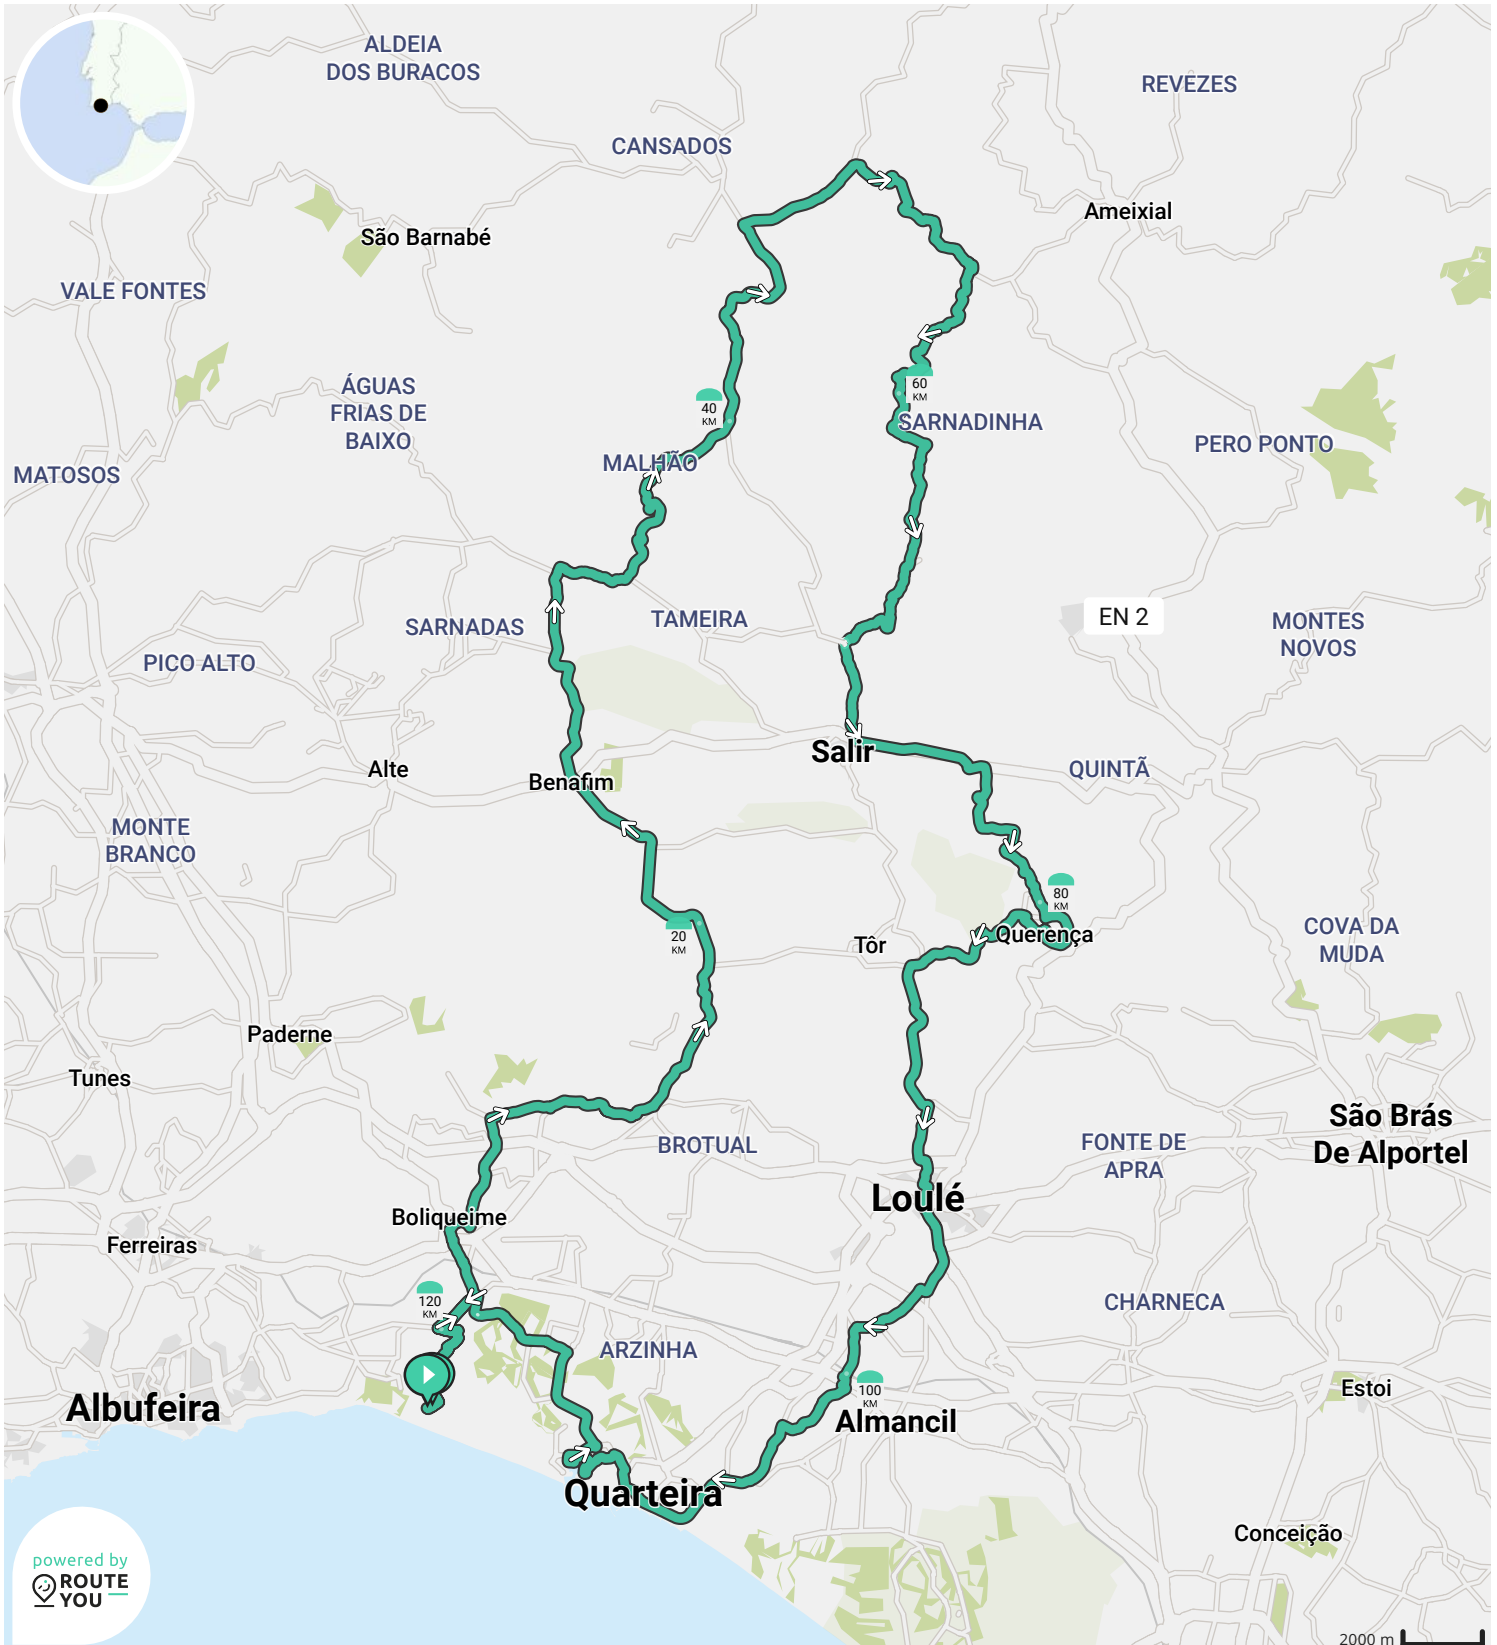 ALDEIA
DOS BURACOS
REVEZES
CANSADOS
Ameixial
São Barnabé
VALE FONTES
ÁGUAS
FRIAS DE
BAIXO
40
KM
60
KM
SARNADINHA
PERO PONTO
MATOSOS
MALHÃO
EN 2
SARNADAS
TAMEIRA
MONTES
NOVOS
PICO ALTO
Salir
Alte
Benafim
QUINTÃ
MONTE
BRANCO
80
KM
20
KM
Tôr
Querença
COVA DA
MUDA
Paderne
Tunes
São Brás
De Alportel
BROTUAL
FONTE DE
APRA
Loulé
Boliqueime
Ferreiras
120
KM
CHARNECA
ARZINHA
100
KM
Estoi
Albufeira
Almancil
Quarteira
Conceição
powered by
ROUTE
YOU
2000 m